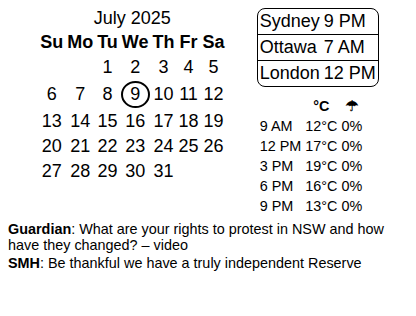 July 2025
Su Mo Tu We Th Fr Sa
1 2 3 4 5
6 7 8 9 10 11 12
13 14 15 16 17 18 19
20 21 22 23 24 25 26
27 28 29 30 31
Sydney 9 PM
Ottawa 7 AM
London 12 PM
°C ☂
9 AM 12°C 0%
12 PM 17°C 0%
3 PM 19°C 0%
6 PM 16°C 0%
9 PM 13°C 0%
Guardian: What are your rights to protest in NSW and how
have they changed? – video
SMH: Be thankful we have a truly independent Reserve